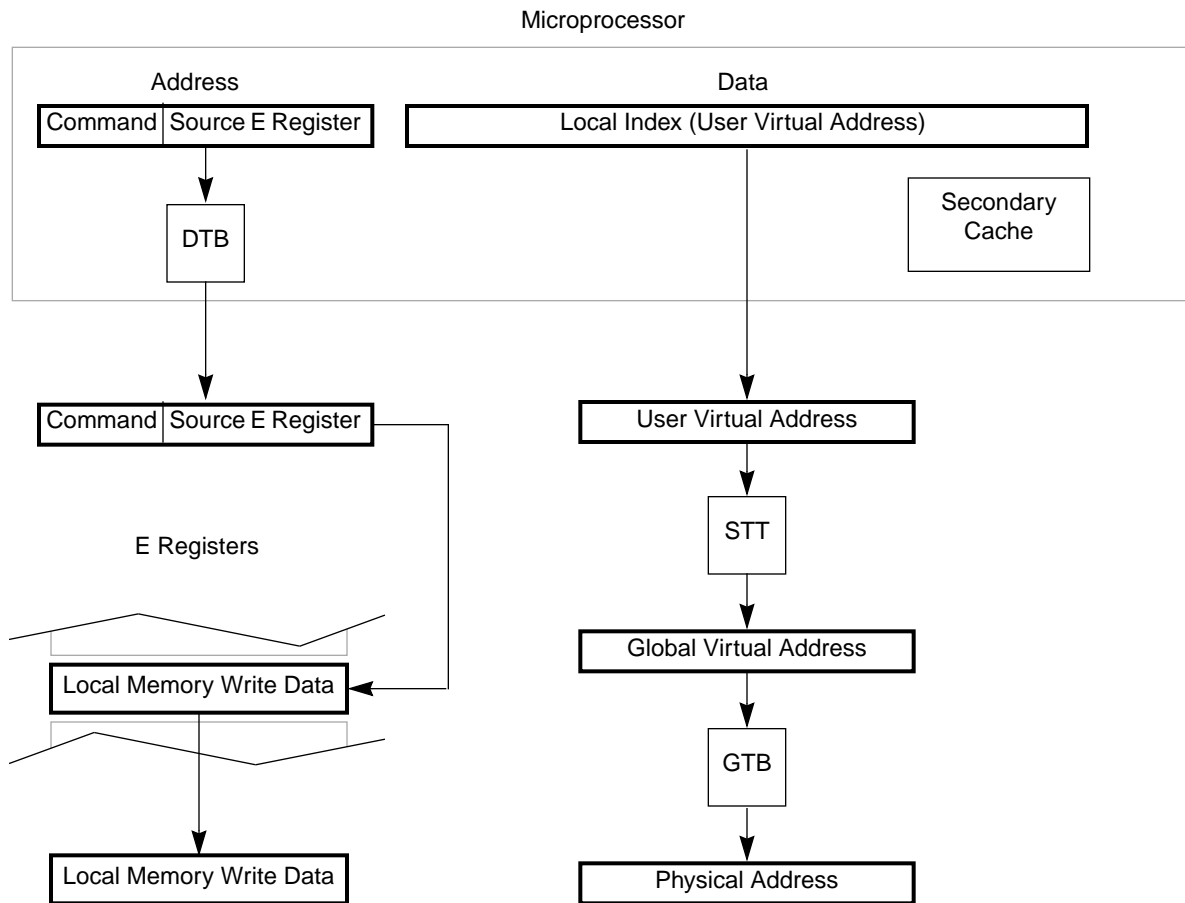 Microprocessor
Address
Data
Command Source E Register
Local Index (User Virtual Address)
Secondary
Cache
DTB
Command Source E Register
User Virtual Address
STT
E Registers
Global Virtual Address
Local Memory Write Data
GTB
Local Memory Write Data
Physical Address